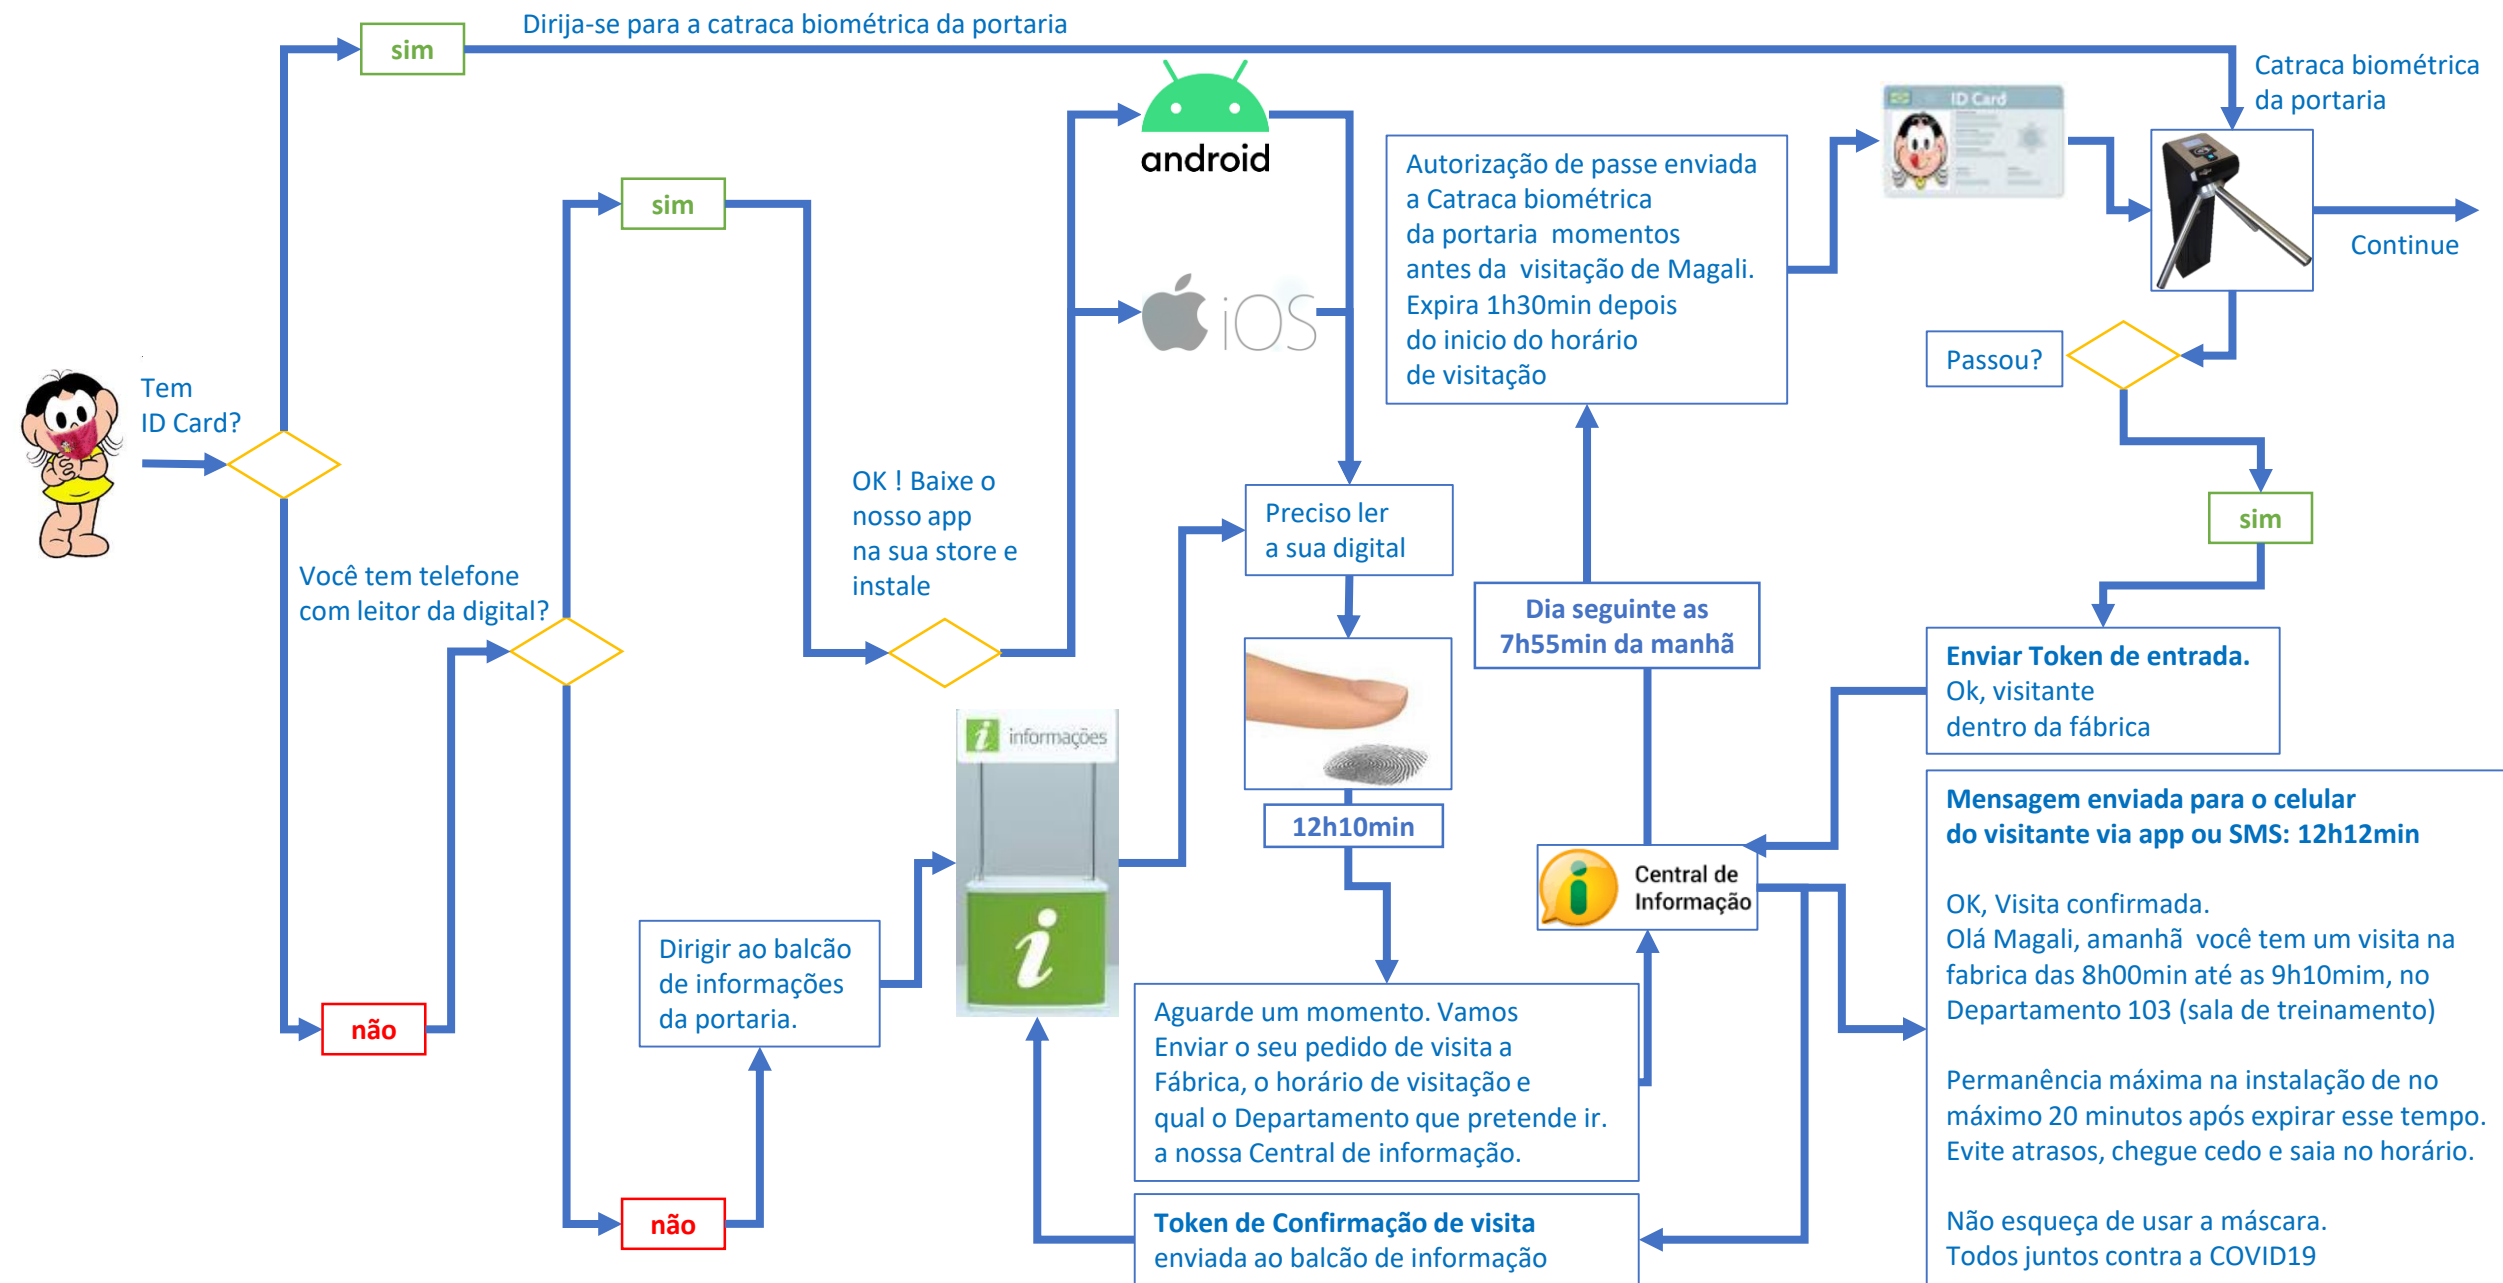 Dirija-se para a catraca biométrica da portaria
sim
Catraca biométrica
da portaria
ID Card
android
Autorização de passe enviada
a Catraca biométrica
da portaria momentos
antes da visitação de Magali.
Expira 1h30min depois
do inicio do horário
de visitação
sim
Continue
iOS
Passou?
Tem
ID Card?
OK ! Baixe o
nosso app
na sua store e
instale
Preciso ler
a sua digital
sim
Você tem telefone
com leitor da digital?
Dia seguinte as
7h55min da manhã
Enviar Token de entrada.
Ok, visitante
dentro da fábrica
informações
12h10min
Mensagem enviada para o celular
do visitante via app ou SMS: 12h12min
OK, Visita confirmada.
Olá Magali, amanhã você tem um visita na
fabrica das 8h00min até as 9h10mim, no
Departamento 103 (sala de treinamento)
Permanência máxima na instalação de no
máximo 20 minutos após expirar esse tempo.
Evite atrasos, chegue cedo e saia no horário.
Não esqueça de usar a máscara.
Todos juntos contra a COVID19
Central de
Informação
Dirigir ao balcão
de informações
da portaria.
não
Aguarde um momento. Vamos
Enviar o seu pedido de visita a
Fábrica, o horário de visitação e
qual o Departamento que pretende ir.
a nossa Central de informação.
não
Token de Confirmação de visita
enviada ao balcão de informação